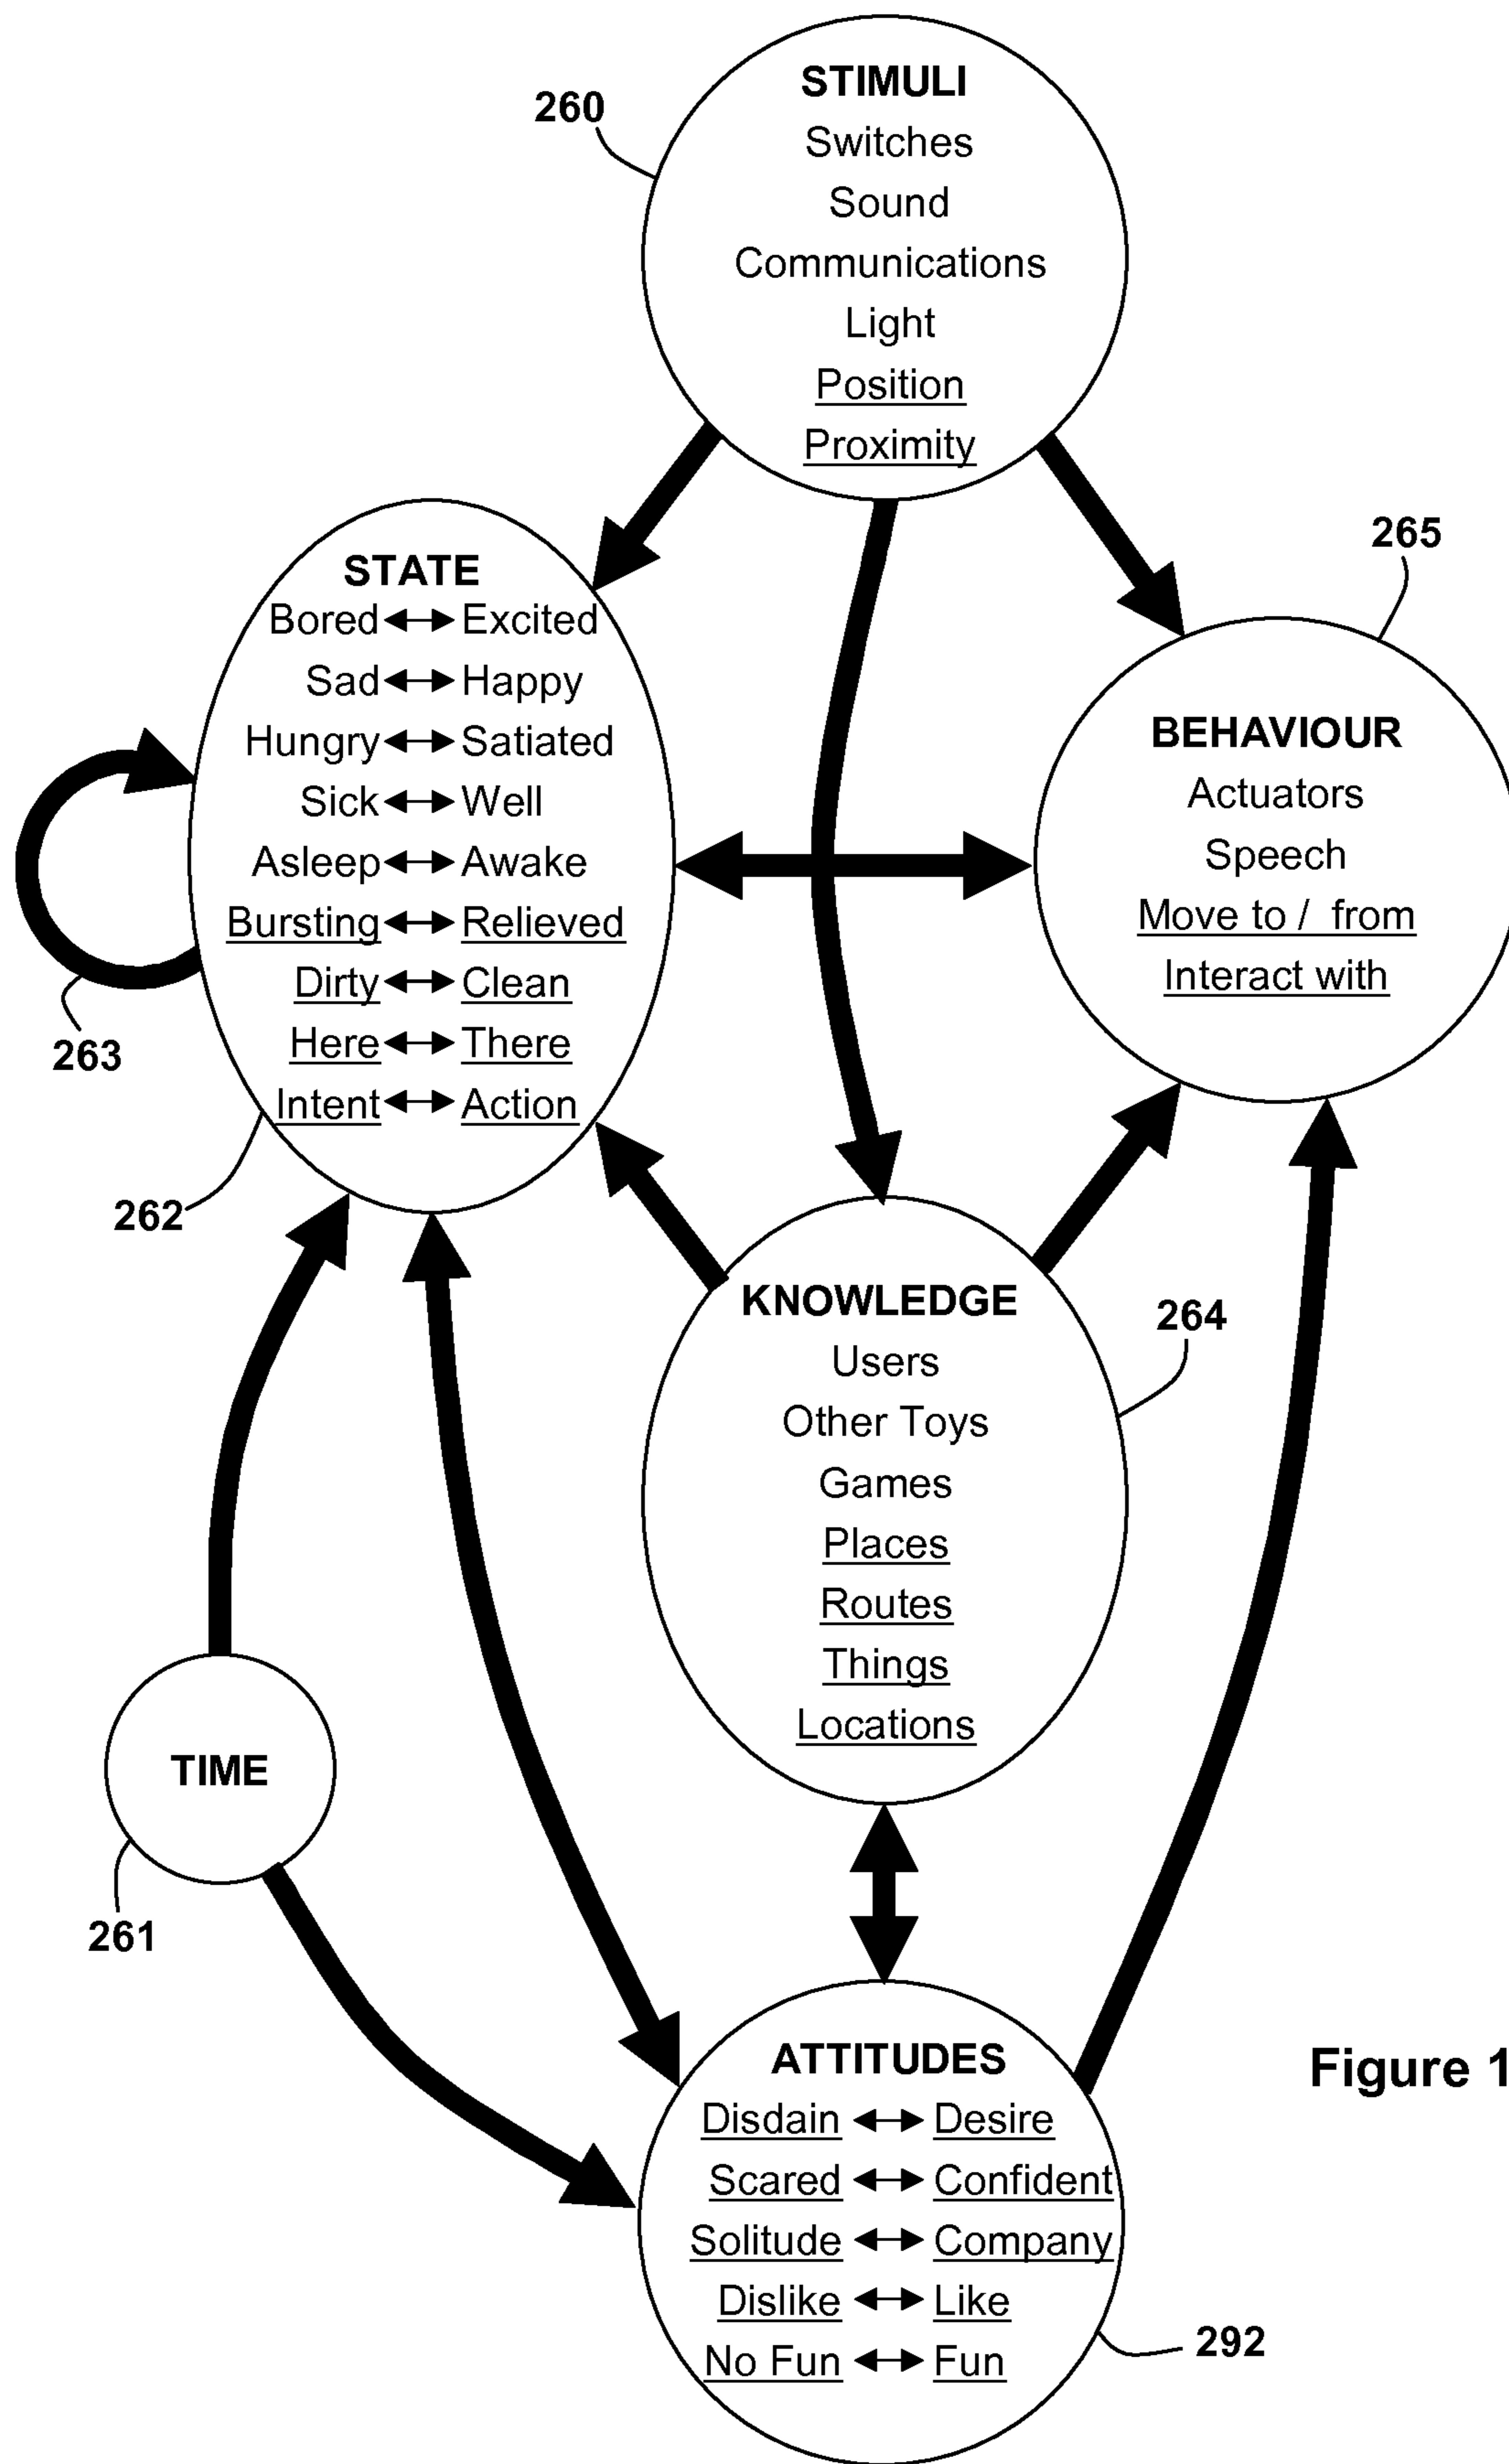 260
STIMULI
Switches
Sound
Communications
Light
Position
Proximity
STATE
Bored Excited
Sad Happy
Hungry Satiated
Sick Well
Asleep Awake
Bursting Relieved
Dirty Clean
Here There
Intent Action
263
262
265
BEHAVIOUR
Actuators
Speech
Move to / from
Interact with
KNOWLEDGE
Users
Other Toys
Games
Places
Routes
Things
Locations
264
TIME
261
ATTITUDES
Disdain Desire
Scared Confident
Solitude Company
Dislike Like
No Fun Fun
292
Figure 1